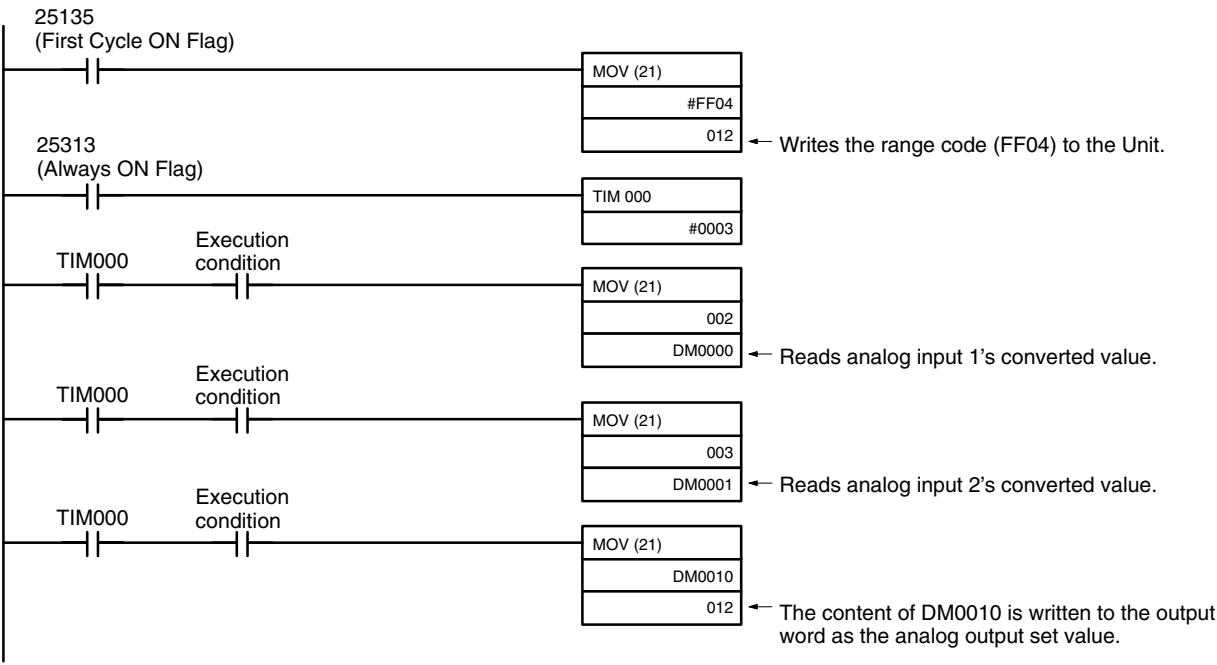 25135
(First Cycle ON Flag)
MOV (21)
#FF04
012
Writes the range code (FF04) to the Unit.
25313
(Always ON Flag)
TIM 000
#0003
TIM000
Execution
condition
MOV (21)
002
DM0000
Reads analog input 1’s converted value.
TIM000
Execution
condition
MOV (21)
003
DM0001
Reads analog input 2’s converted value.
TIM000
Execution
condition
MOV (21)
DM0010
012
The content of DM0010 is written to the output
word as the analog output set value.